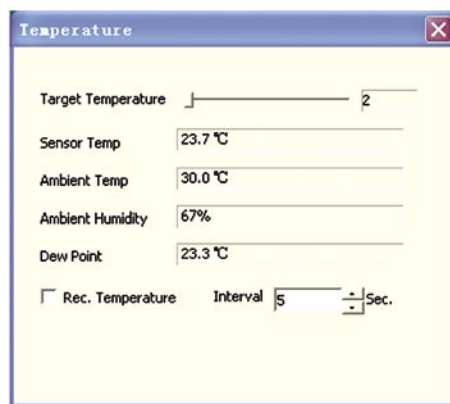 Temperature
Target Temperature 2
Sensor Temp 23.7 ℃
Ambient Temp 30.0 ℃
Ambient Humidity 67%
Dew Point 23.3 ℃
Rec. Temperature Interval 5 Sec.